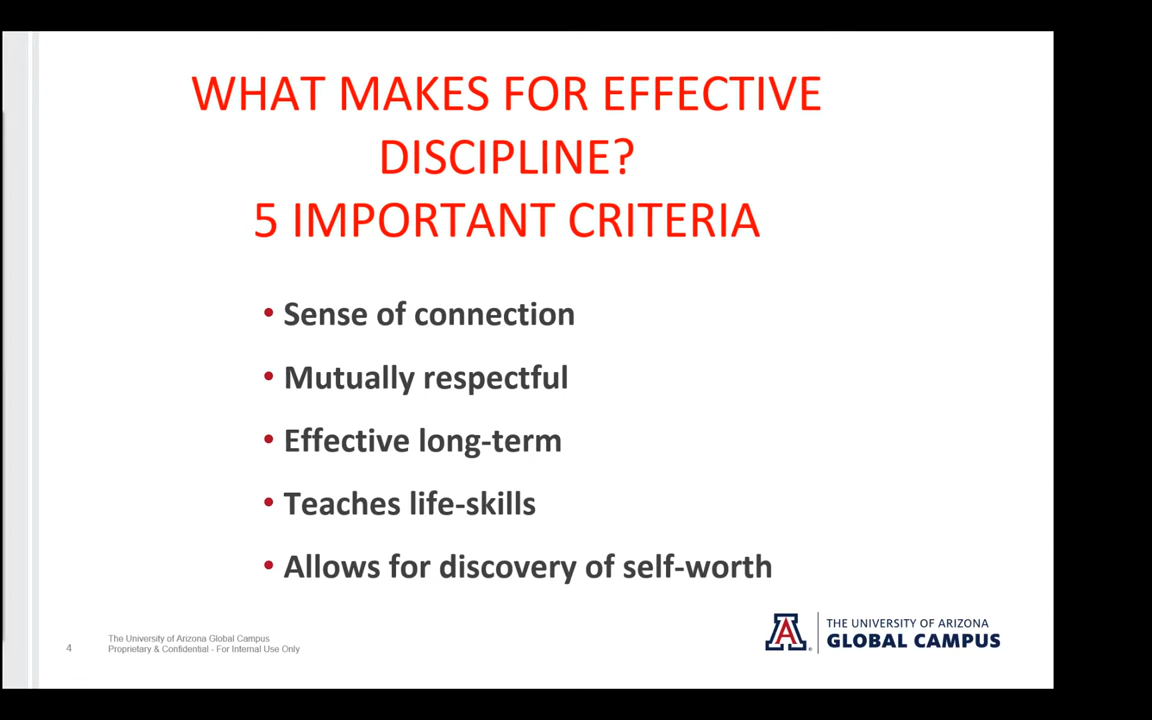 WHAT MAKES FOR EFFECTIVE
DISCIPLINE?
5 IMPORTANT CRITERIA
• Sense of connection
• Mutually respectful
• Effective long-term
• Teaches life-skills
• Allows for discovery of self-worth
4
The University of Arizona Global Campus
Proprietary & Confidential - For Internal Use Only
A
THE UNIVERSITY OF ARIZONA
GLOBAL CAMPUS